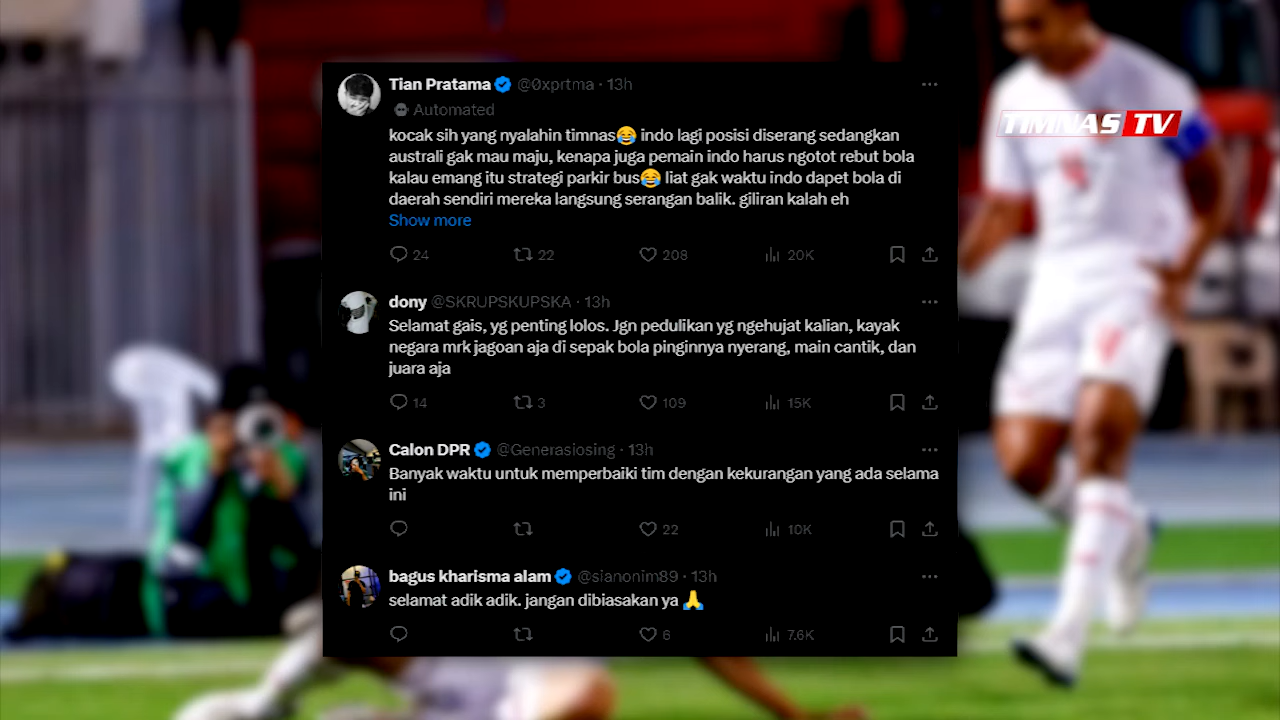 TIMNAS TV
Tian Pratama @0xprtma · 13h
Automated
kocak sih yang nyalahin timnas😂 indo lagi posisi diserang sedangkan
australi gak mau maju, kenapa juga pemain indo harus ngotot rebut bola
kalau emang itu strategi parkir bus😂 liat gak waktu indo dapet bola di
daerah sendiri mereka langsung serangan balik. giliran kalah eh
Show more
24 22 208 20K
dony @SKRUPSKUPSKA · 13h
Selamat gais, yg penting lolos. Jgn pedulikan yg ngehujat kalian, kayak
negara mrk jagoan aja di sepak bola pinginnya nyerang, main cantik, dan
juara aja
14 3 109 15K
Calon DPR @Generasiosing · 13h
Banyak waktu untuk memperbaiki tim dengan kekurangan yang ada selama
ini
22 10K
bagus kharisma alam @sianonim89 · 13h
selamat adik adik. jangan dibiasakan ya 🙏
6 7.6K